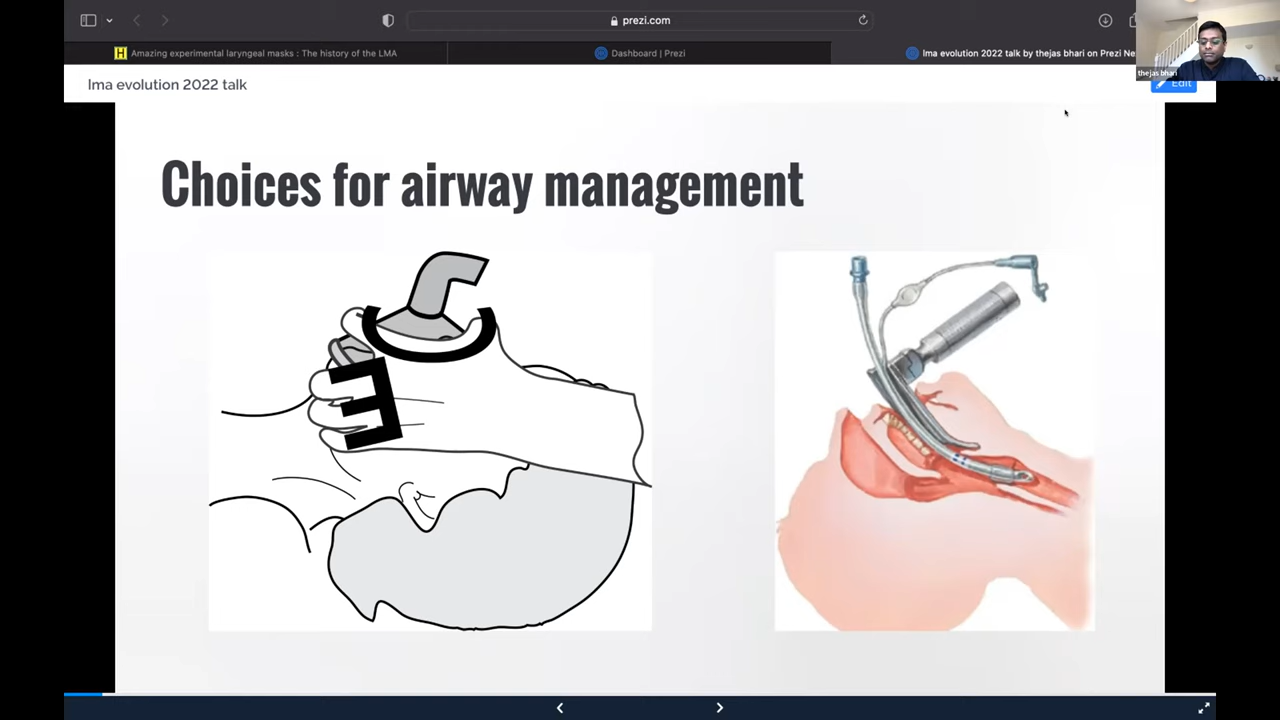 prezi.com
H Amazing experimental laryngeal masks : The history of the LMA
Dashboard | Prezi
lma evolution 2022 talk by thejas bhari on Prezi Ne
thejas bhari
lma evolution 2022 talk
Edit
Choices for airway management
E